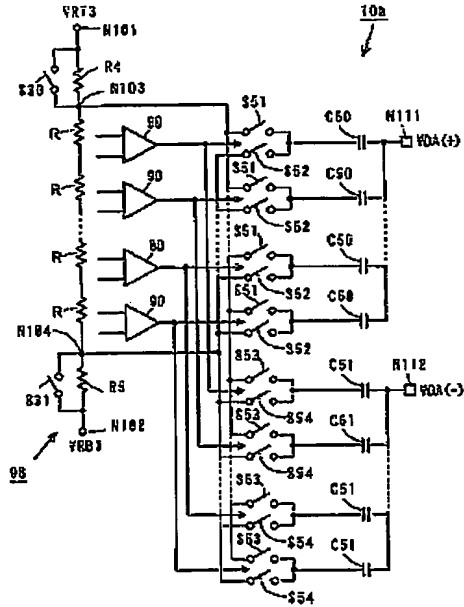 VRT3
N101
10a
S30
R4
N103
R
90
S51
C50
N111
VDA(+)
S52
R
90
S51
C50
S52
R
90
S51
C50
S52
R
90
S51
C50
N104
S52
S31
R5
S53
C51
N112
VDA(-)
S54
S53
C51
N102
VRB3
S54
98
S53
C51
S54
S53
C51
S54